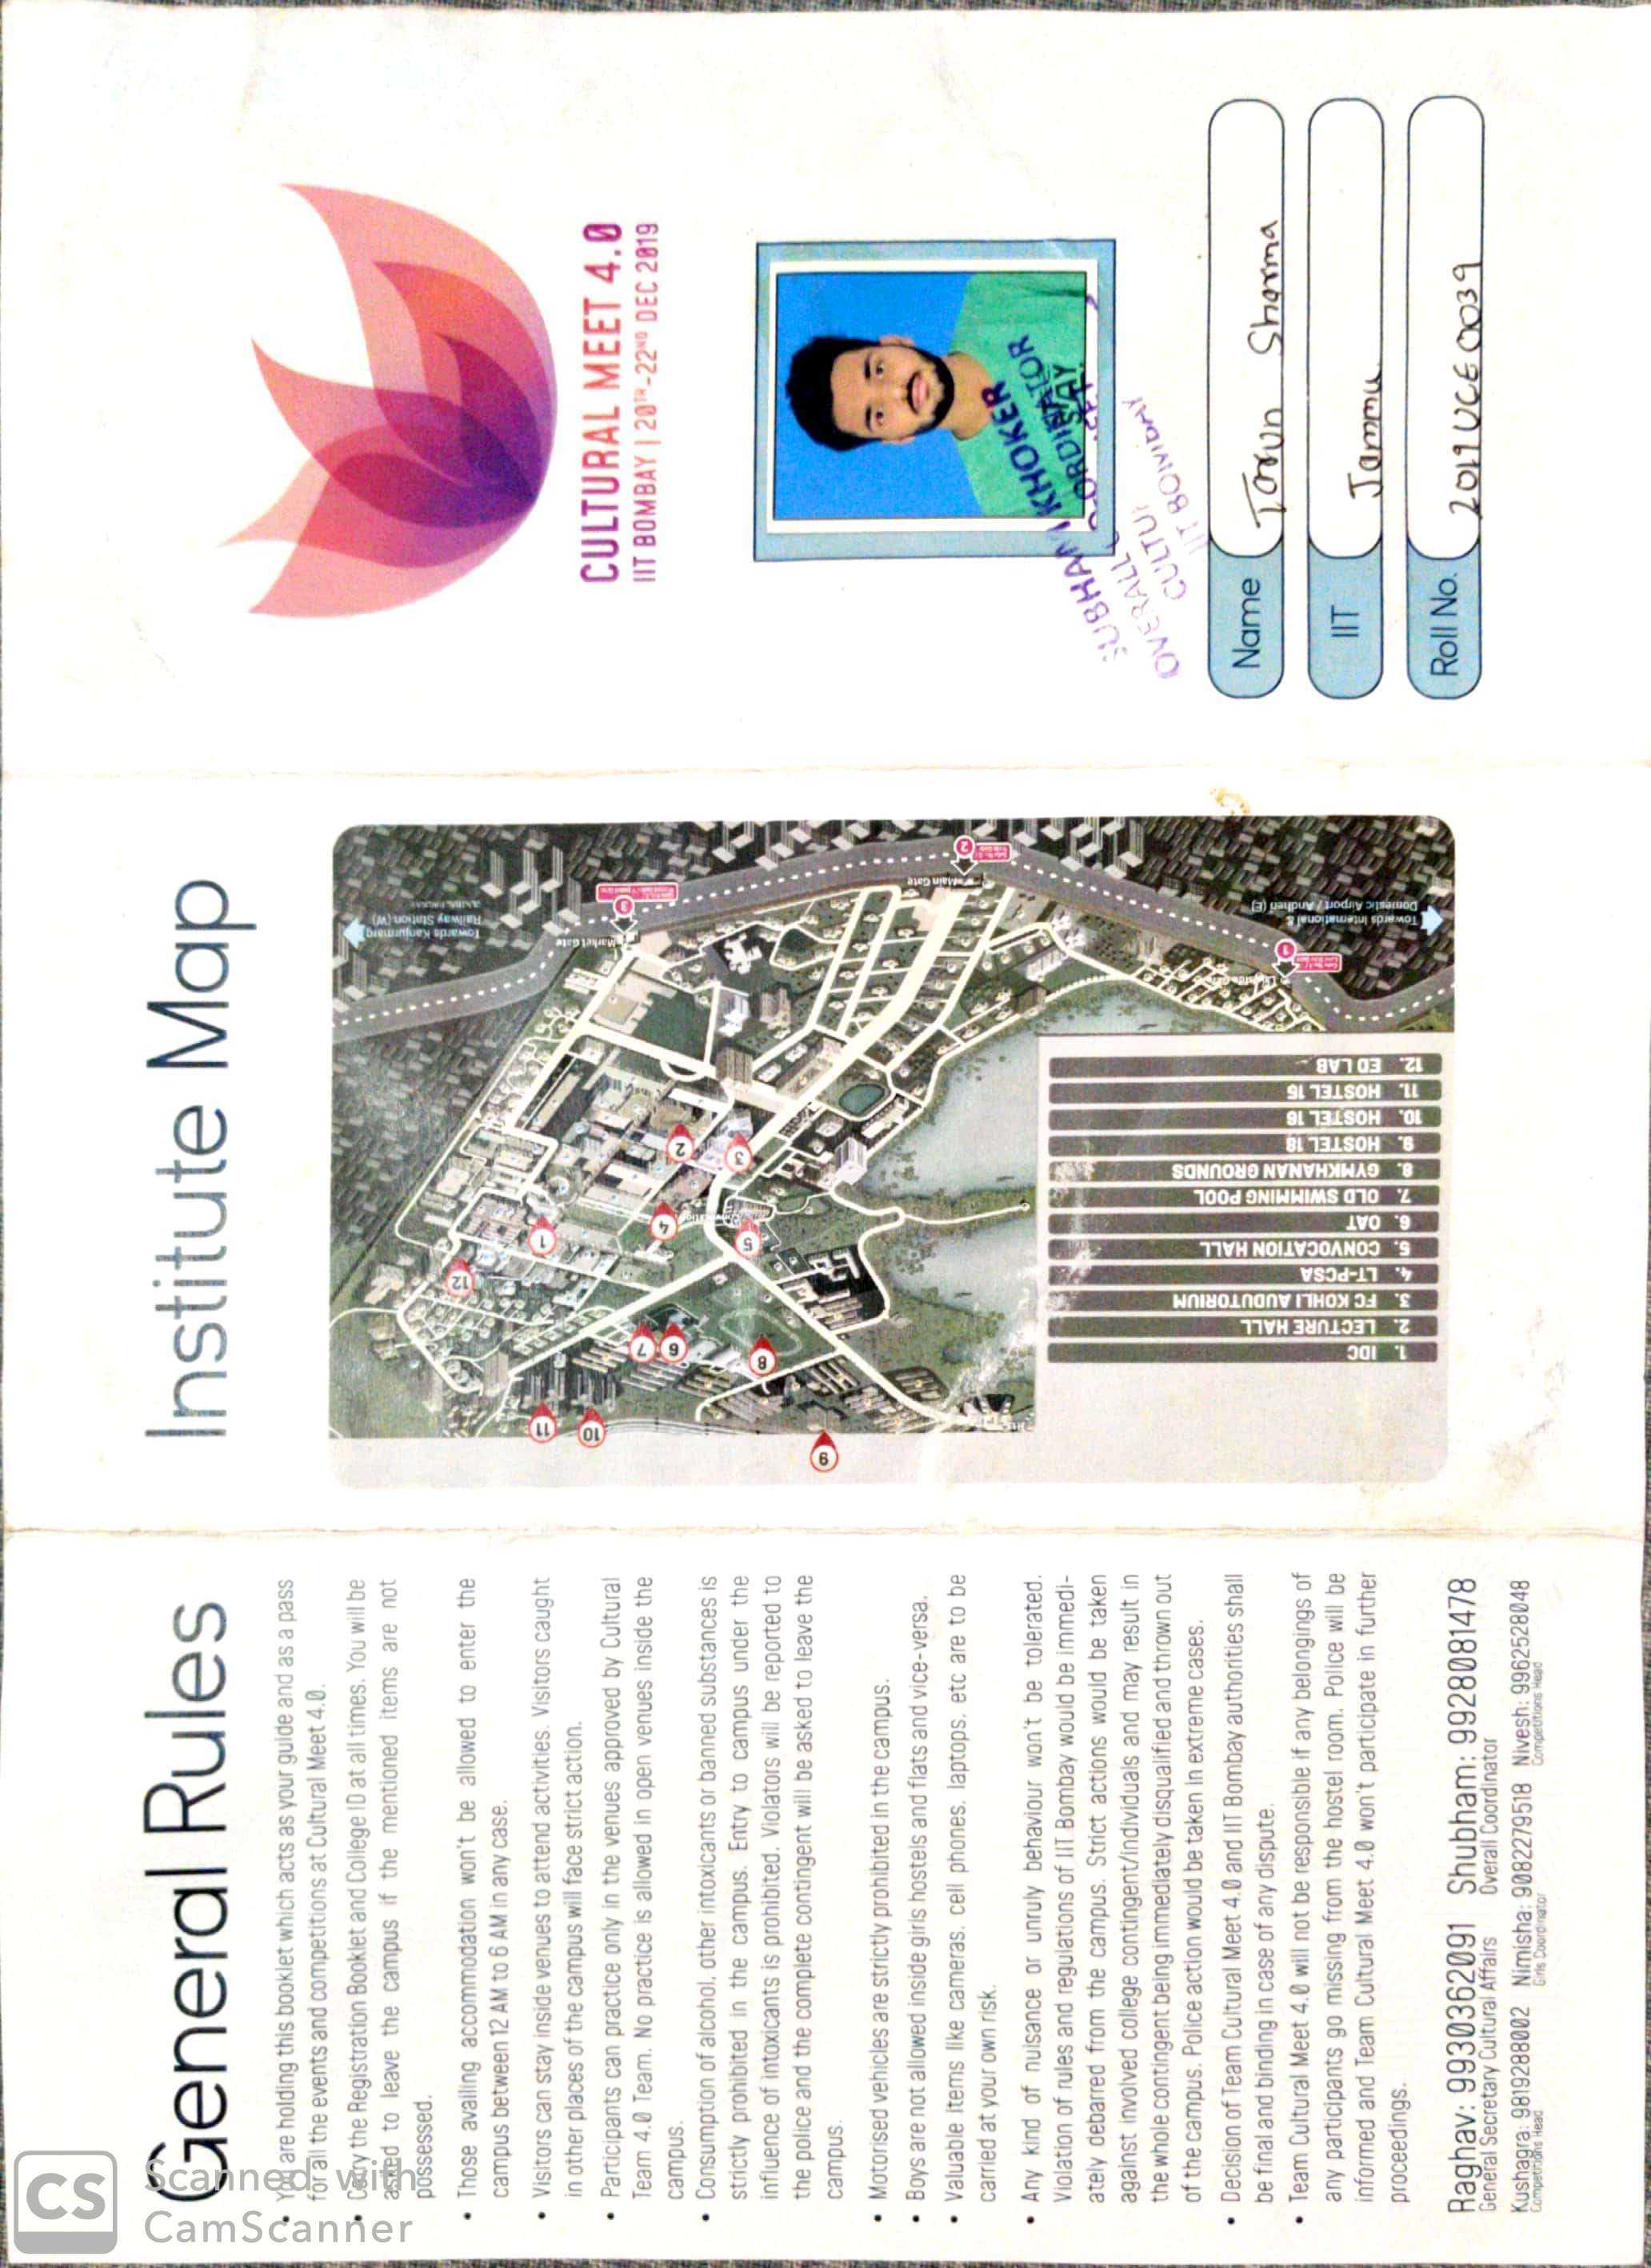 General Rules
• You are holding this booklet which acts as your guide and as a pass
for all the events and competitions at Cultural Meet 4.0.
• Carry the Registration Booklet and College ID at all times. You will be
asked to leave the campus if the mentioned items are not
possessed.
• Those availing accommodation won't be allowed to enter the
campus between 12 AM to 6 AM in any case.
• Visitors can stay inside venues to attend activities. Visitors caught
in other places of the campus will face strict action.
• Participants can practice only in the venues approved by Cultural
Team 4.0 Team. No practice is allowed in open venues inside the
campus.
• Consumption of alcohol, other intoxicants or banned substances is
strictly prohibited in the campus. Entry to campus under the
influence of intoxicants is prohibited. Violators will be reported to
the police and the complete contingent will be asked to leave the
campus.
• Motorised vehicles are strictly prohibited in the campus.
• Boys are not allowed inside girls hostels and flats and vice-versa.
• Valuable items like cameras, cell phones, laptops, etc are to be
carried at your own risk.
• Any kind of nuisance or unruly behaviour won't be tolerated.
Violation of rules and regulations of IIT Bombay would be immedi-
ately debarred from the campus. Strict actions would be taken
against involved college contingent/individuals and may result in
the whole contingent being immediately disqualified and thrown out
of the campus. Police action would be taken in extreme cases.
• Decision of Team Cultural Meet 4.0 and IIT Bombay authorities shall
be final and binding in case of any dispute.
• Team Cultural Meet 4.0 will not be responsible if any belongings of
any participants go missing from the hostel room. Police will be
informed and Team Cultural Meet 4.0 won't participate in further
proceedings.
Raghav: 9930362091 Shubham: 9928081478
General Secretary Cultural Affairs Overall Coordinator
Kushagra: 9819288002 Nimisha: 9082279518 Nivesh: 9962528048
Competitions Head Girls Coordinator Competitions Head
Institute Map
Towards Kanjurmarg
Railway Station (W)
3
Market Gate
2
Main Gate
1
Towards International &
Domestic Airport / Andheri (E)
1
2
3
4
5
6
7
8
9
10
11
12
1. IDC
2. LECTURE HALL
3. FC KOHLI AUDUTORIUM
4. LT-PCSA
5. CONVOCATION HALL
6. OAT
7. OLD SWIMMING POOL
8. GYMKHANAN GROUNDS
9. HOSTEL 18
10. HOSTEL 16
11. HOSTEL 15
12. ED LAB
CULTURAL MEET 4.0
IIT BOMBAY | 20TH-22ND DEC 2019
SUBHAM KHOKER
OVERALL COORDINATOR
IIT BOMBAY
Name Tarun Sharma
IIT Jammu
Roll No. 2019UCE0039
CS Scanned with
CamScanner